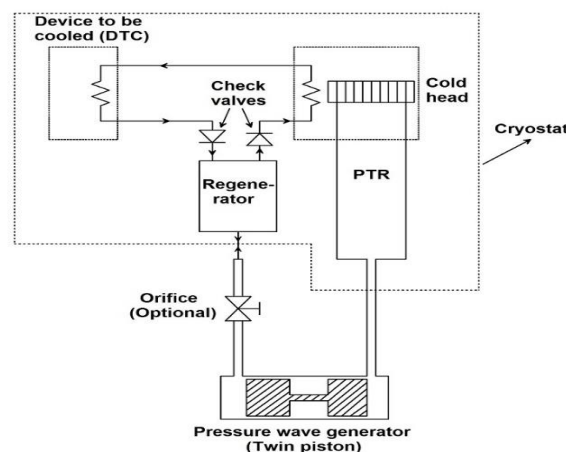 Device to be
cooled (DTC)
Check
valves
Cold
head
Cryostat
Regene-
rator
PTR
Orifice
(Optional)
Pressure wave generator
(Twin piston)